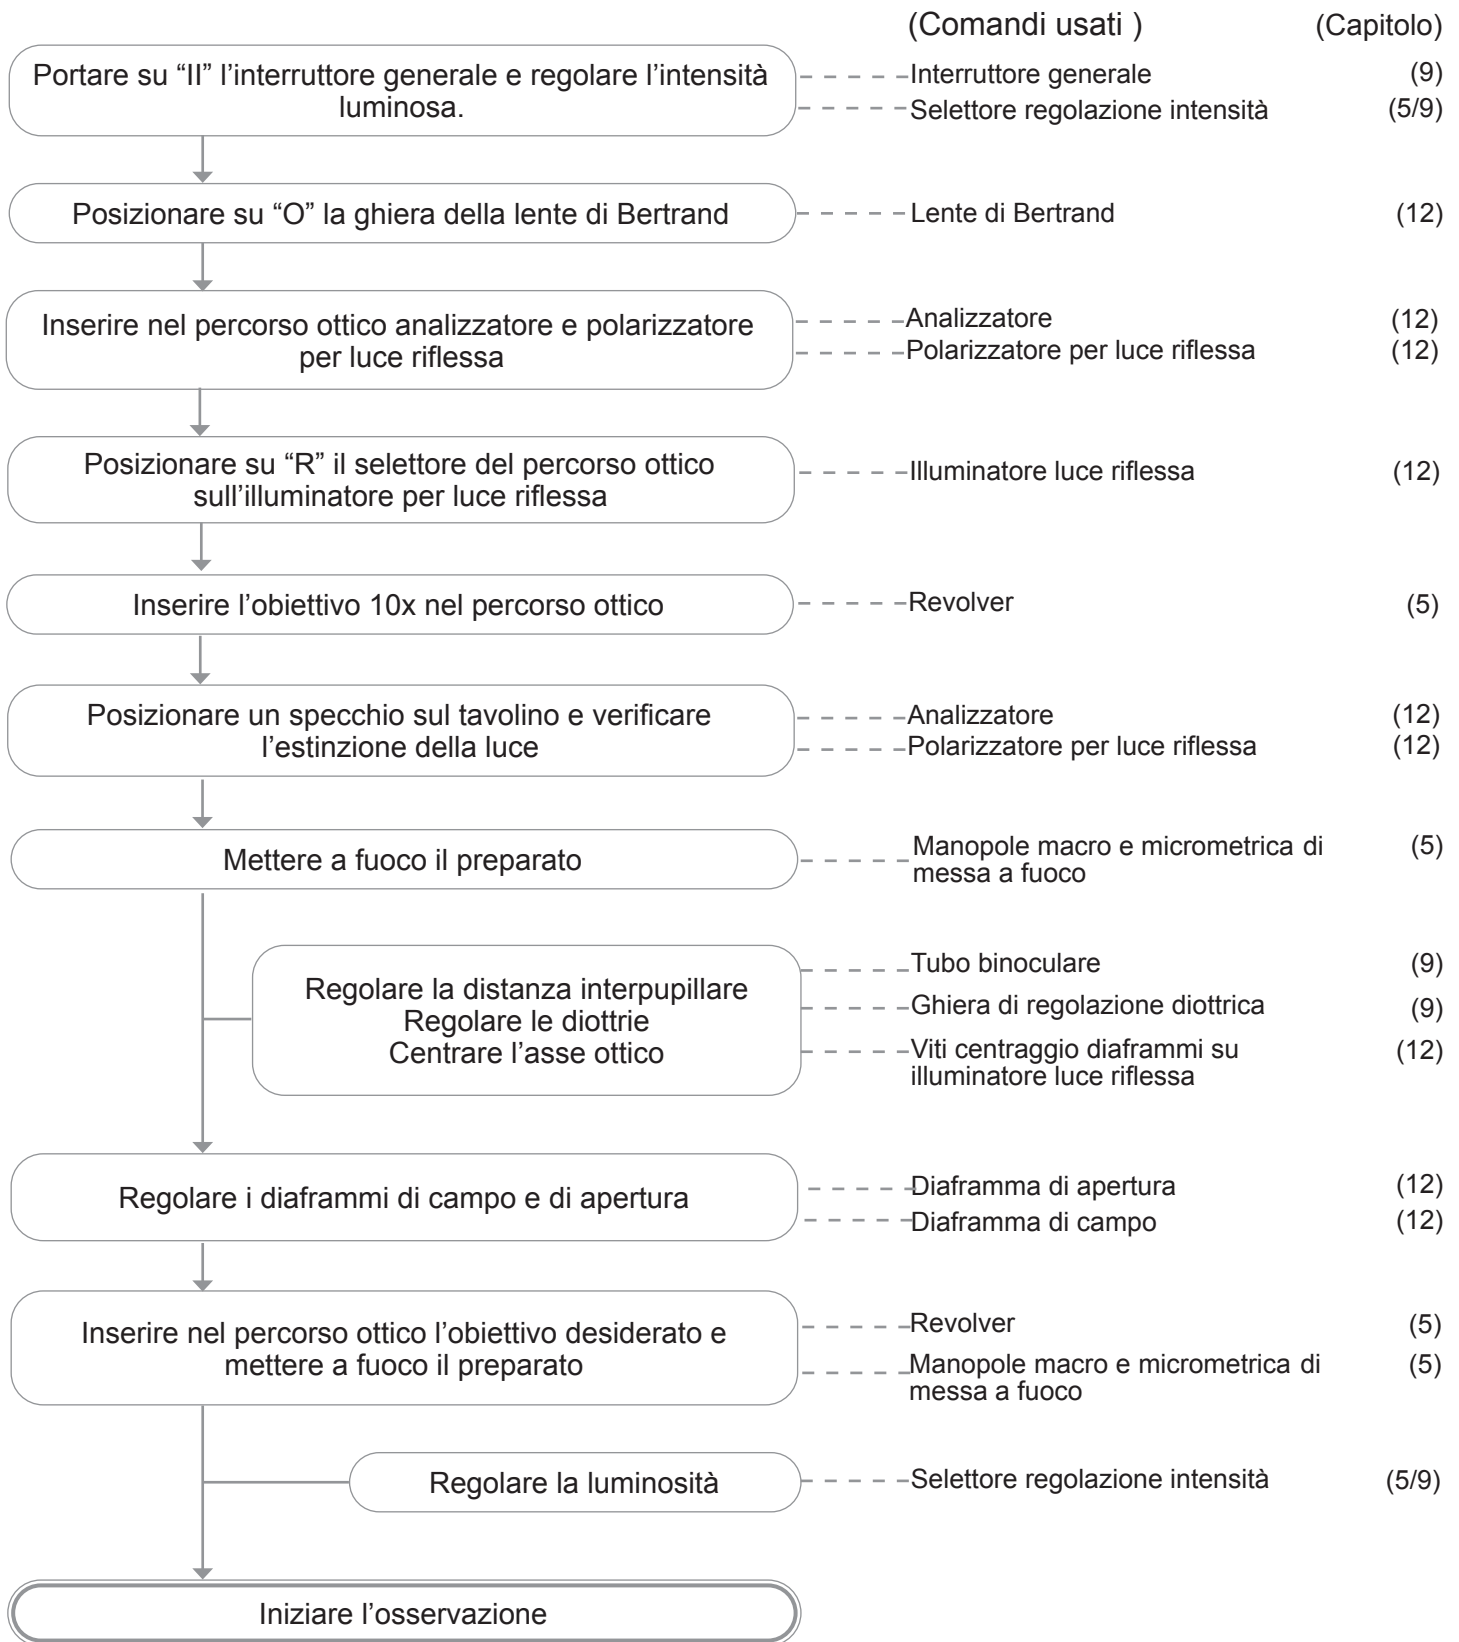 (Comandi usati ) (Capitolo)
Portare su “II” l’interruttore generale e regolare l’intensità
luminosa.
Interruttore generale (9)
Selettore regolazione intensità (5/9)
Posizionare su “O” la ghiera della lente di Bertrand
Lente di Bertrand (12)
Inserire nel percorso ottico analizzatore e polarizzatore
per luce riflessa
Analizzatore (12)
Polarizzatore per luce riflessa (12)
Posizionare su “R” il selettore del percorso ottico
sull’illuminatore per luce riflessa
Illuminatore luce riflessa (12)
Inserire l’obiettivo 10x nel percorso ottico
Revolver (5)
Posizionare un specchio sul tavolino e verificare
l’estinzione della luce
Analizzatore (12)
Polarizzatore per luce riflessa (12)
Mettere a fuoco il preparato
Manopole macro e micrometrica di (5)
messa a fuoco
Regolare la distanza interpupillare
Regolare le diottrie
Centrare l’asse ottico
Tubo binoculare (9)
Ghiera di regolazione diottrica (9)
Viti centraggio diaframmi su (12)
illuminatore luce riflessa
Regolare i diaframmi di campo e di apertura
Diaframma di apertura (12)
Diaframma di campo (12)
Inserire nel percorso ottico l’obiettivo desiderato e
mettere a fuoco il preparato
Revolver (5)
Manopole macro e micrometrica di (5)
messa a fuoco
Regolare la luminosità
Selettore regolazione intensità (5/9)
Iniziare l’osservazione